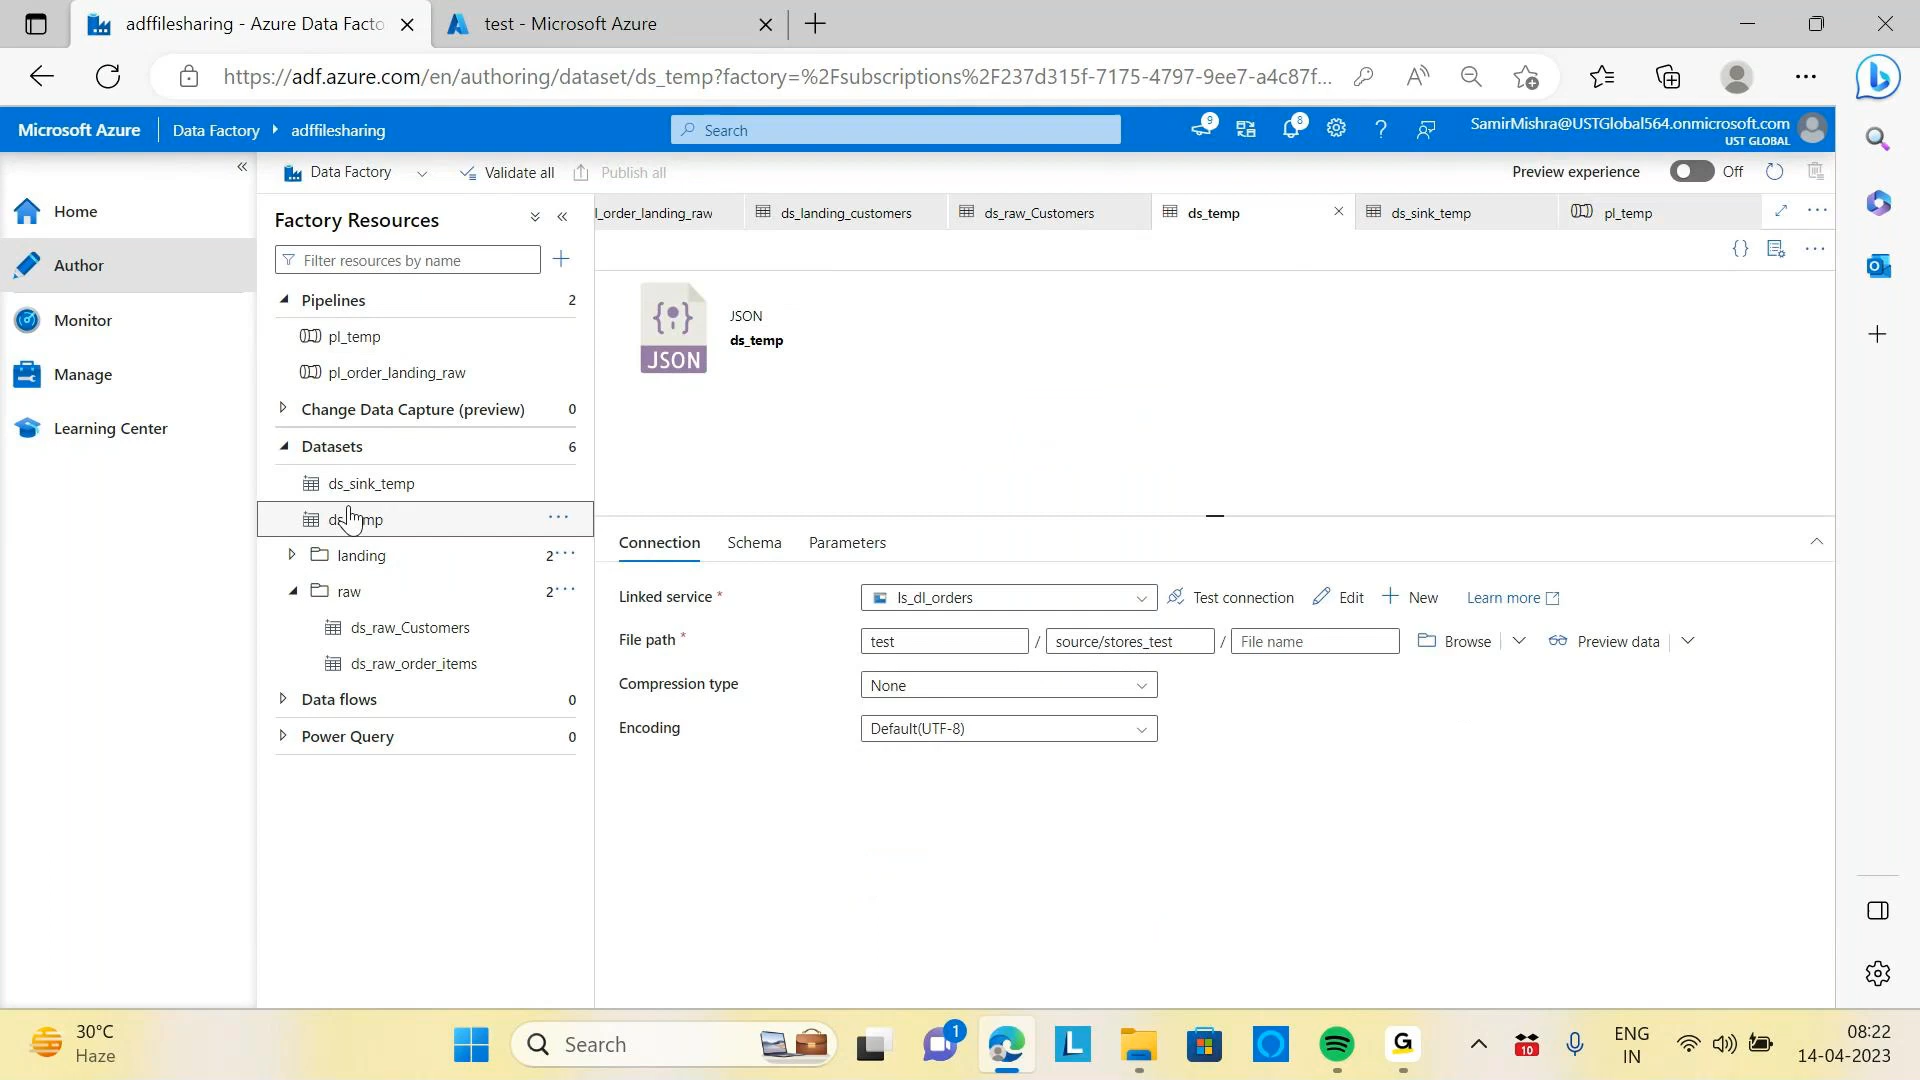 adffilesharing - Azure Data Facto
test - Microsoft Azure
https://adf.azure.com/en/authoring/dataset/ds_temp?factory=%2Fsubscriptions%2F237d315f-7175-4797-9ee7-a4c87f...
Microsoft Azure
Data Factory
adffilesharing
Search
9
8
SamirMishra@USTGlobal564.onmicrosoft.com
UST GLOBAL
Data Factory
Validate all
Publish all
Preview experience
Off
Home
Author
Monitor
Manage
Learning Center
Factory Resources
Filter resources by name
Pipelines 2
pl_temp
pl_order_landing_raw
Change Data Capture (preview) 0
Datasets 6
ds_sink_temp
landing 2
raw 2
ds_raw_Customers
ds_raw_order_items
Data flows 0
Power Query 0
l_order_landing_raw
ds_landing_customers
ds_raw_Customers
ds_temp
ds_sink_temp
pl_temp
JSON
JSON
ds_temp
Connection
Schema
Parameters
Linked service *
ls_dl_orders
Test connection
Edit
New
Learn more
File path *
test / source/stores_test / File name
Browse
Preview data
Compression type
None
Encoding
Default(UTF-8)
30°C
Haze
Search
1
L
G
10
ENG
IN
08:22
14-04-2023